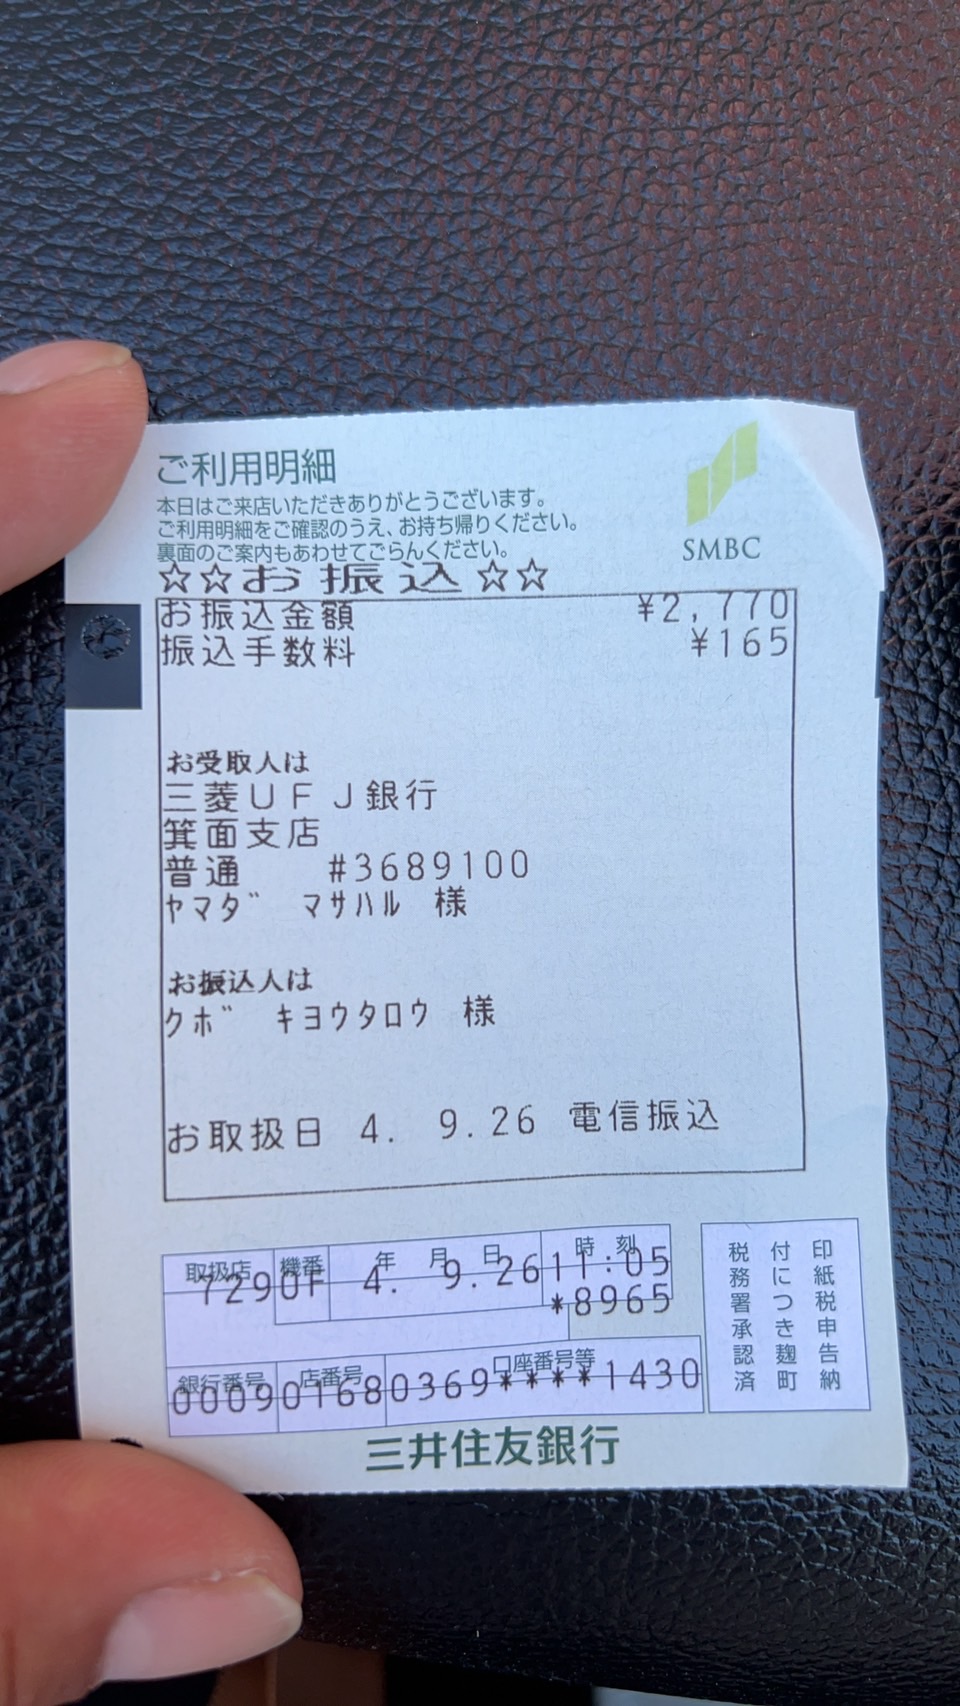 ご利用明細
本日はご来店いただきありがとうございます。
ご利用明細をご確認のうえ、お持ち帰りください。
裏面のご案内もあわせてごらんください。
SMBC
☆☆お振込☆☆
お振込金額 ¥2,770
振込手数料 ¥165
お受取人は
三菱UFJ銀行
箕面支店
普通 #3689100
ヤマダ マサハル 様
お振込人は
クボ キヨウタロウ 様
お取扱日 4. 9.26 電信振込
取扱店 機番 年 月 日 時 刻
729 UF 4. 9.26 11:05
*8965
銀行番号 店番号 口座番号等
0009 0168 0369****1430
印紙税申告納
付につき麹町
税務署承認済
三井住友銀行